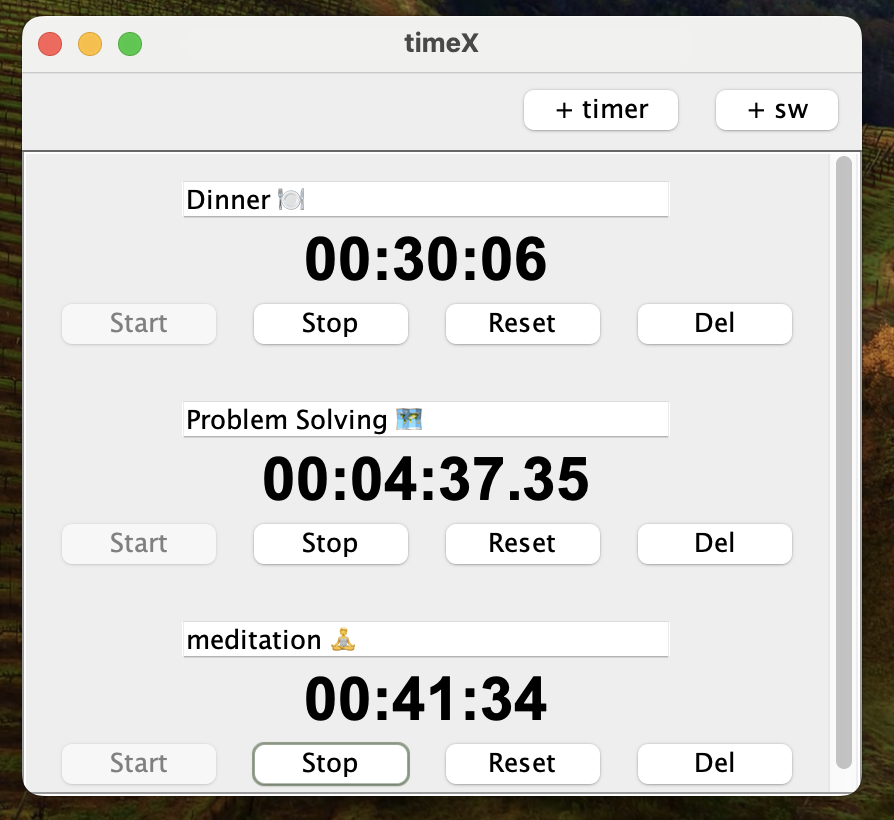 timeX
+ timer + sw
Dinner 🍽️
00:30:06
Start Stop Reset Del
Problem Solving 🗺️
00:04:37.35
Start Stop Reset Del
meditation 🧘
00:41:34
Start Stop Reset Del